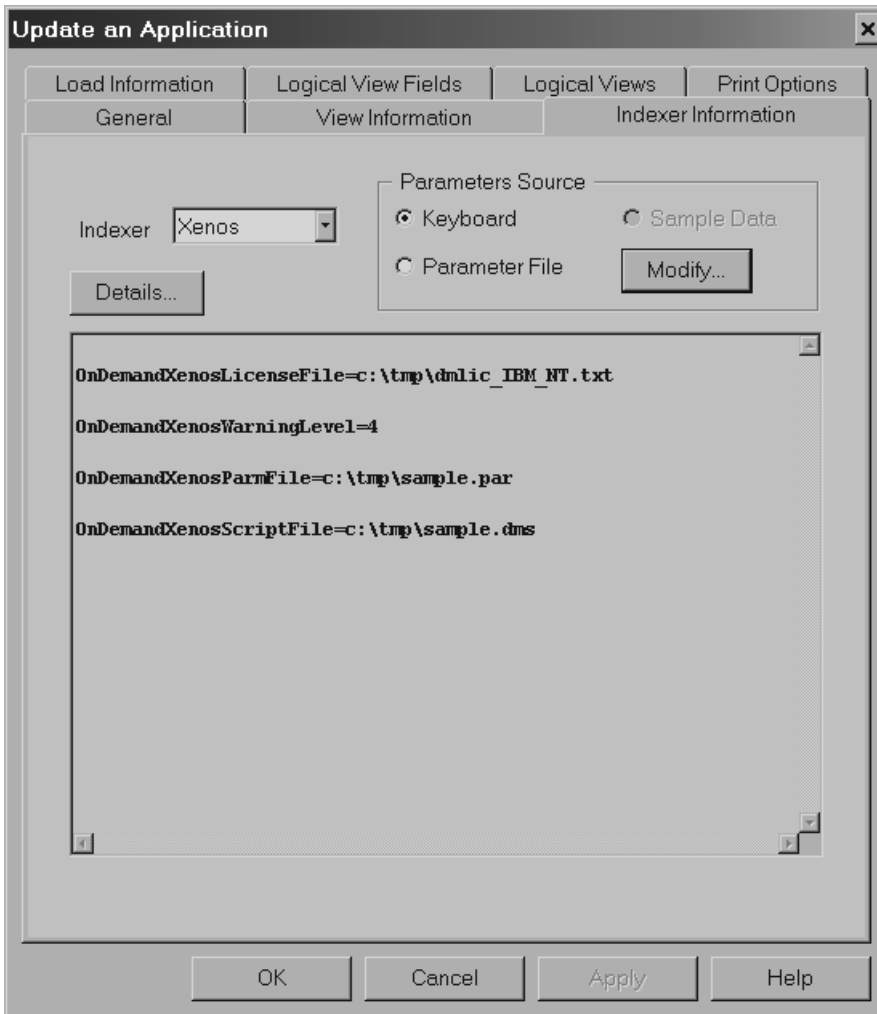 Update an Application
Load Information
Logical View Fields
Logical Views
Print Options
General
View Information
Indexer Information
Parameters Source
Indexer
Xenos
Keyboard
Sample Data
Parameter File
Modify...
Details...
OnDemandXenosLicenseFile=c:\tmp\dmlic_IBM_NT.txt
OnDemandXenosWarningLevel=4
OnDemandXenosParmFile=c:\tmp\sample.par
OnDemandXenosScriptFile=c:\tmp\sample.dms
OK
Cancel
Apply
Help